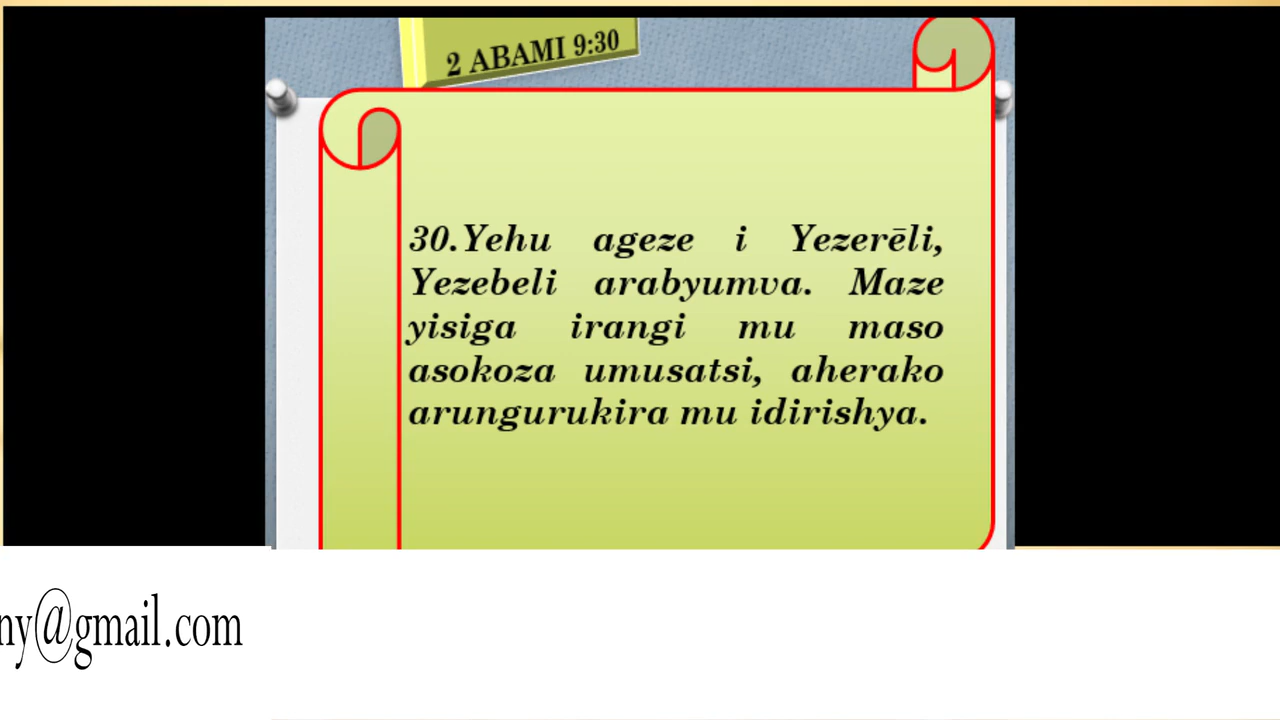 2 ABAMI 9:30
30.Yehu ageze i Yezerēli,
Yezebeli arabyumva. Maze
yisiga irangi mu maso
asokoza umusatsi, aherako
arungurukira mu idirishya.
ny@gmail.com